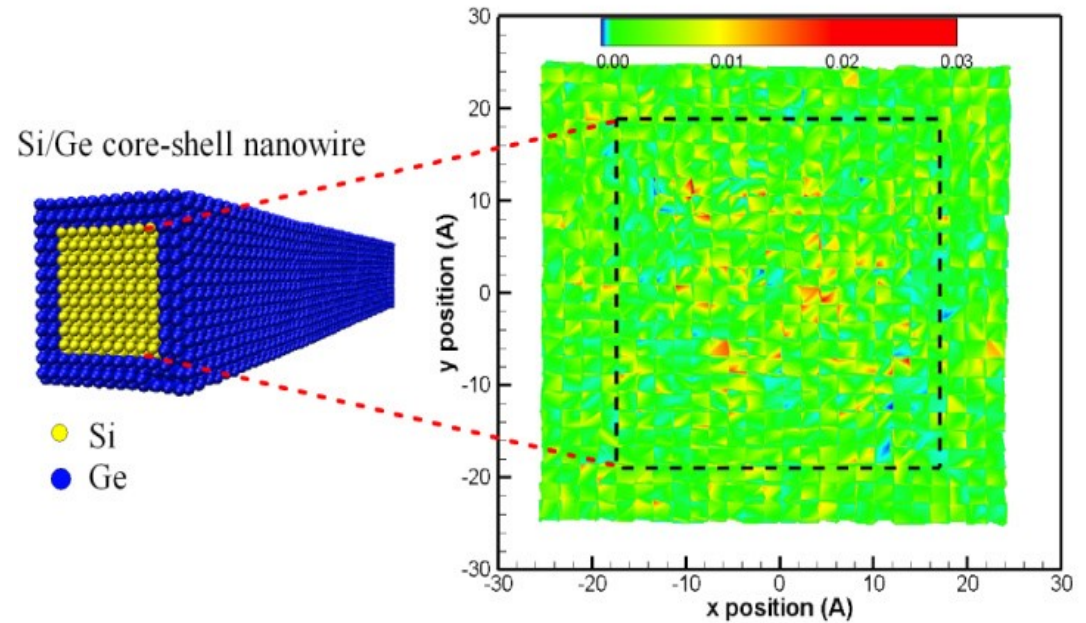 Si/Ge core-shell nanowire
Si
Ge
30
20
10
0
-10
-20
-30
y position (A)
0.00 0.01 0.02 0.03
-30 -20 -10 0 10 20 30
x position (A)